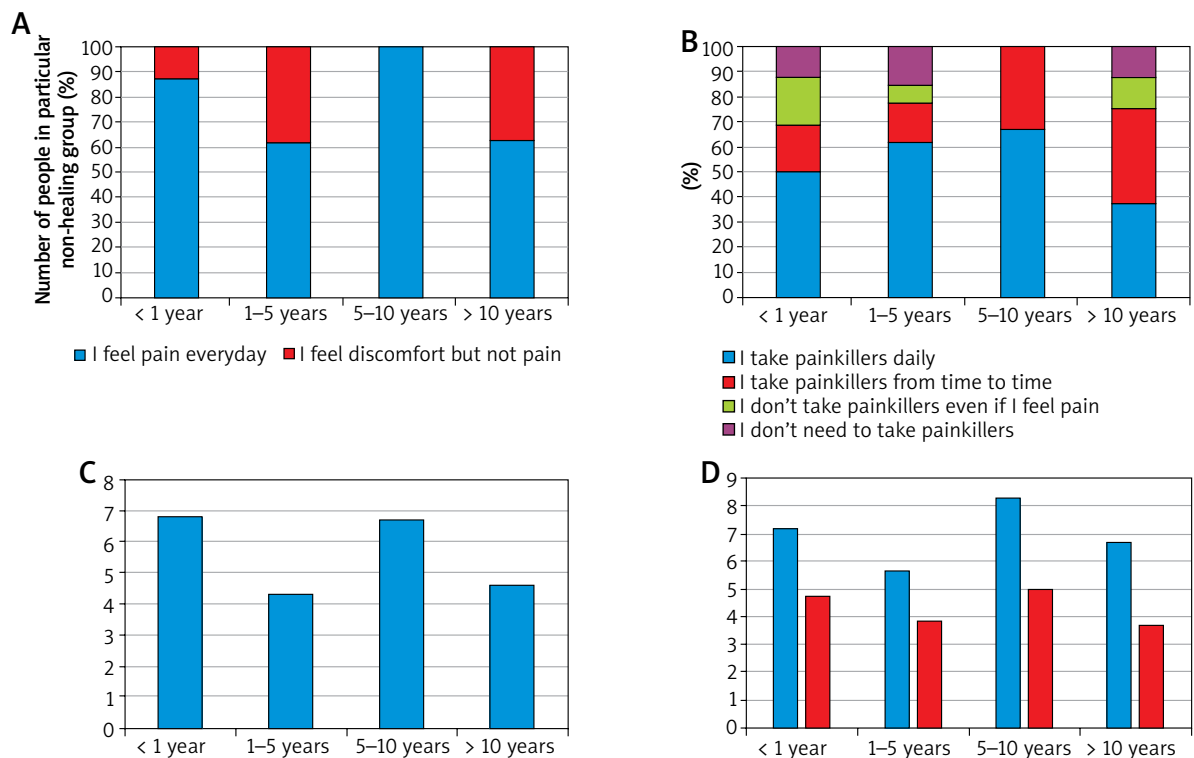 A
Number of people in particular
non-healing group (%)
100
90
80
70
60
50
40
30
20
10
0
< 1 year 1–5 years 5–10 years > 10 years
I feel pain everyday I feel discomfort but not pain
B
(%)
100
90
80
70
60
50
40
30
20
10
0
< 1 year 1–5 years 5–10 years > 10 years
I take painkillers daily
I take painkillers from time to time
I don't take painkillers even if I feel pain
I don't need to take painkillers
C
8
7
6
5
4
3
2
1
0
< 1 year 1–5 years 5–10 years > 10 years
D
9
8
7
6
5
4
3
2
1
0
< 1 year 1–5 years 5–10 years > 10 years